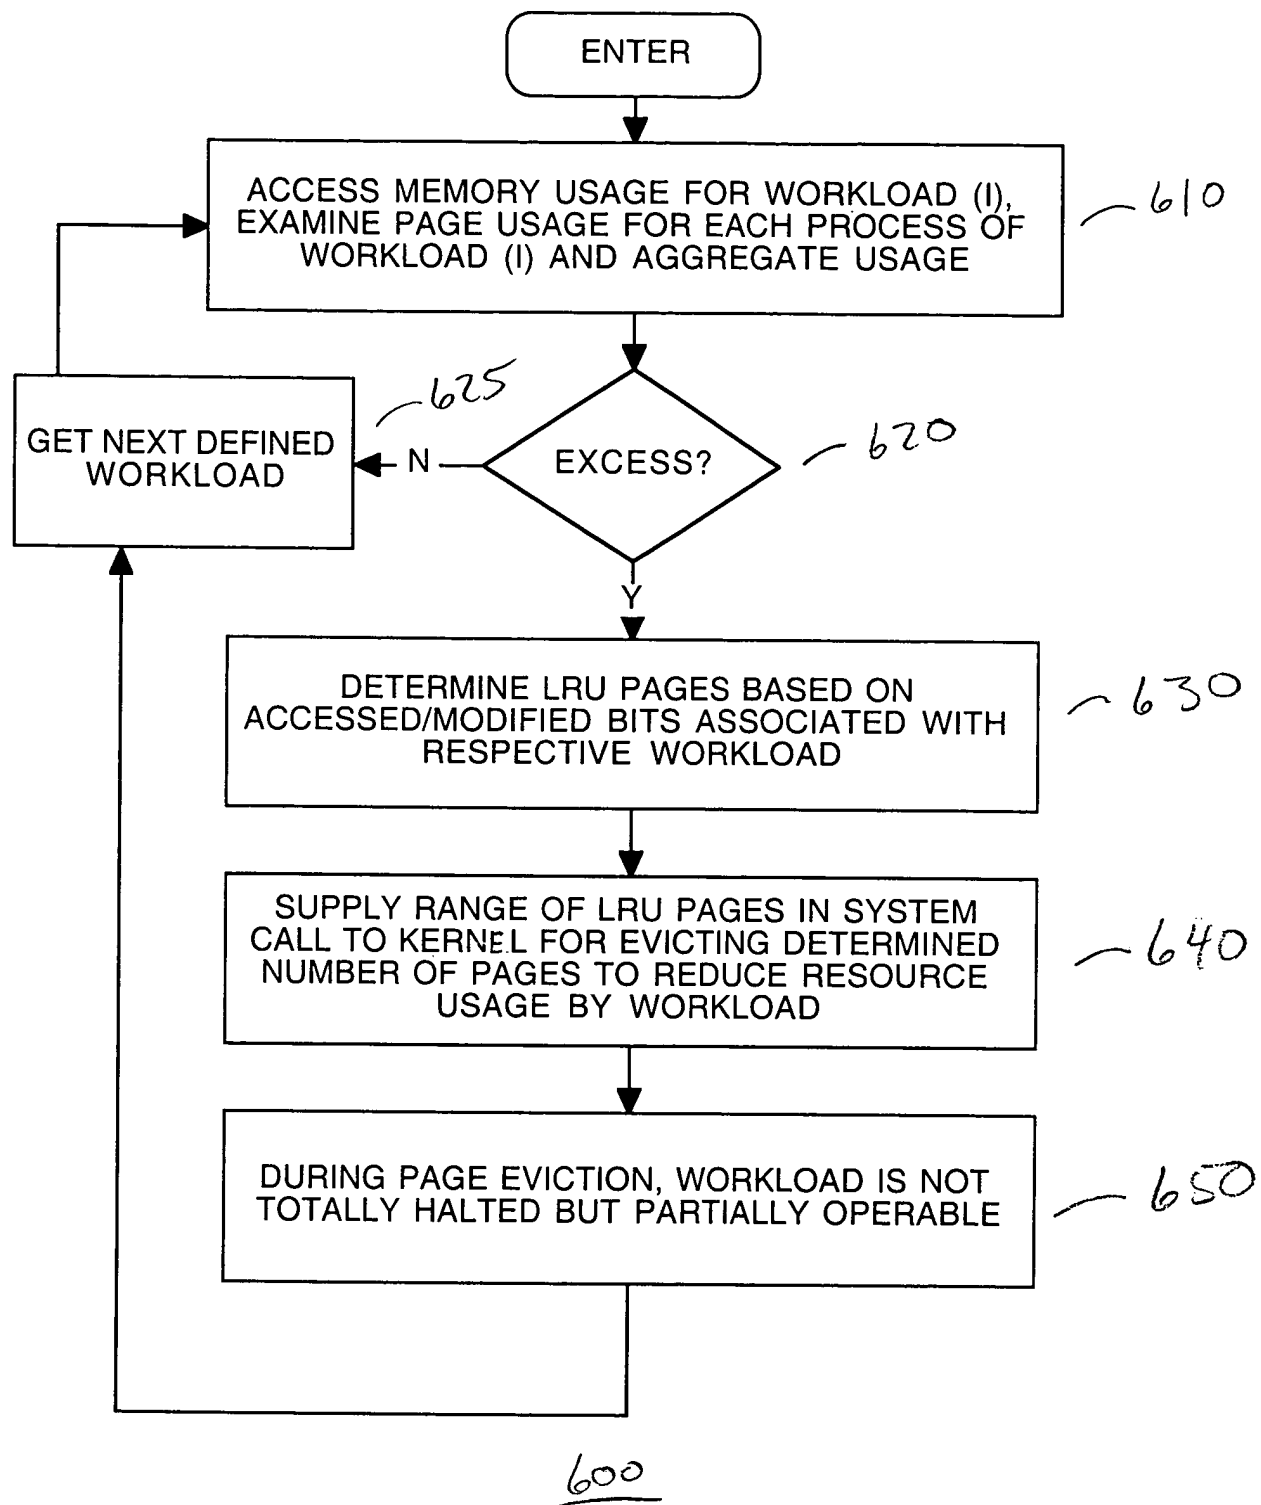 ENTER
ACCESS MEMORY USAGE FOR WORKLOAD (I),
EXAMINE PAGE USAGE FOR EACH PROCESS OF
WORKLOAD (I) AND AGGREGATE USAGE
610
625
GET NEXT DEFINED
WORKLOAD
N
EXCESS?
620
Y
DETERMINE LRU PAGES BASED ON
ACCESSED/MODIFIED BITS ASSOCIATED WITH
RESPECTIVE WORKLOAD
630
SUPPLY RANGE OF LRU PAGES IN SYSTEM
CALL TO KERNEL FOR EVICTING DETERMINED
NUMBER OF PAGES TO REDUCE RESOURCE
USAGE BY WORKLOAD
640
DURING PAGE EVICTION, WORKLOAD IS NOT
TOTALLY HALTED BUT PARTIALLY OPERABLE
650
600